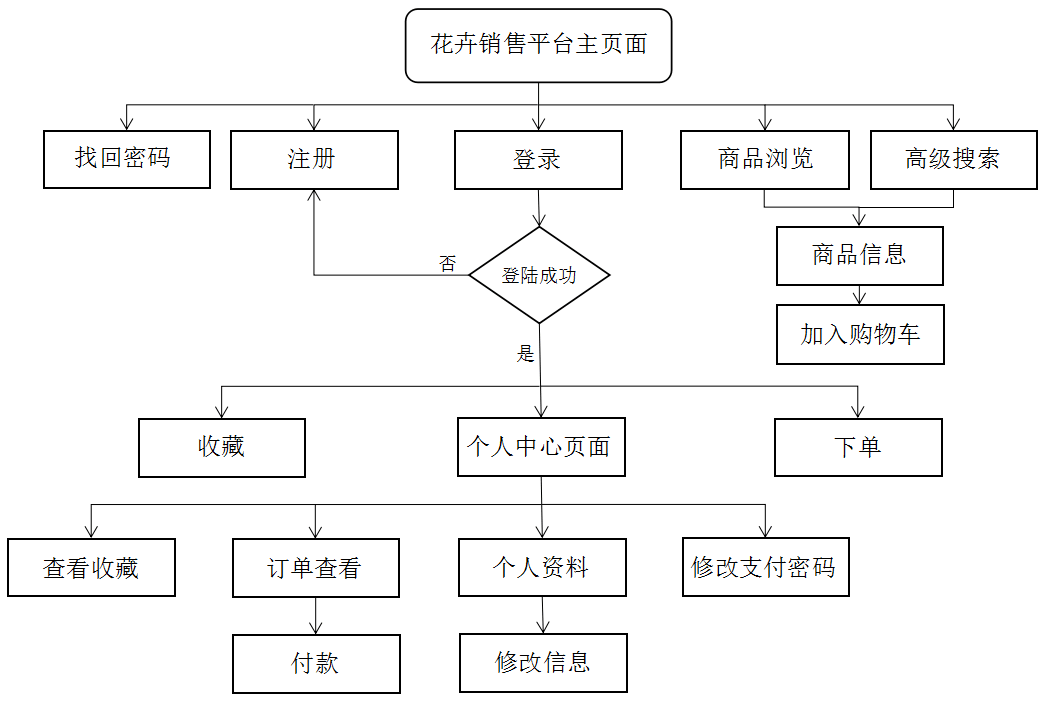 花卉销售平台主页面
找回密码
注册
登录
商品浏览
高级搜索
商品信息
否
登陆成功
加入购物车
是
收藏
个人中心页面
下单
查看收藏
订单查看
个人资料
修改支付密码
付款
修改信息